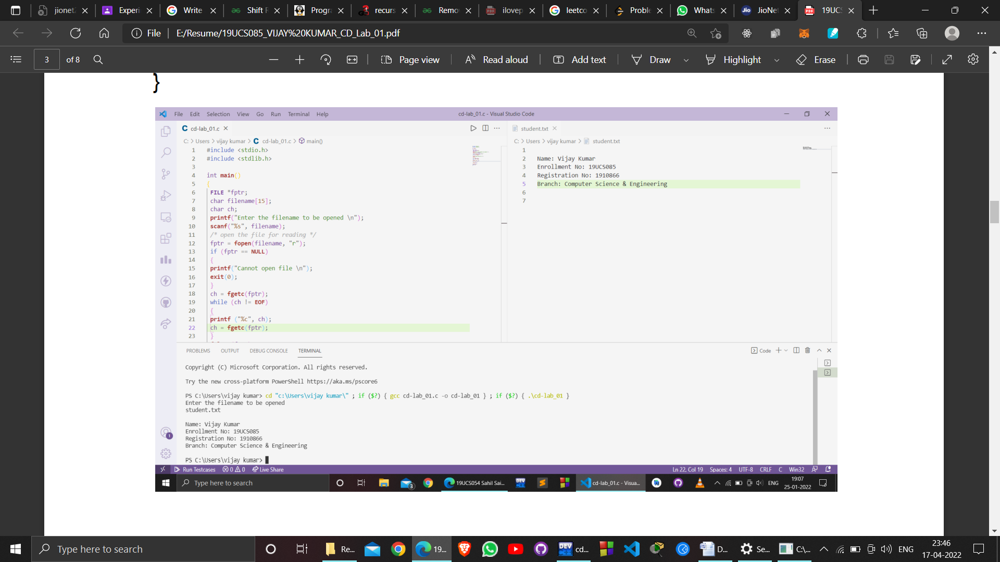 jionet
Experi
Write
Shift F
Progra
recurs
Remo
ilovep
leetco
Proble
Whats
Jio JioNet
19UCS
File E:/Resume/19UCS085_VIJAY%20KUMAR_CD_Lab_01.pdf
3 of 8 Page view Read aloud Add text Draw Highlight Erase
}
File Edit Selection View Go Run Terminal Help cd-lab_01.c - Visual Studio Code
C cd-lab_01.c
student.txt
C: > Users > vijay kumar > C cd-lab_01.c > main()
C: > Users > vijay kumar > student.txt
1 #include <stdio.h>
2 #include <stdlib.h>
3
4 int main()
5 {
6 FILE *fptr;
7 char filename[15];
8 char ch;
9 printf("Enter the filename to be opened \n");
10 scanf("%s", filename);
11 /* open the file for reading */
12 fptr = fopen(filename, "r");
13 if (fptr == NULL)
14 {
15 printf("Cannot open file \n");
16 exit(0);
17 }
18 ch = fgetc(fptr);
19 while (ch != EOF)
20 {
21 printf ("%c", ch);
22 ch = fgetc(fptr);
23 }
1
2 Name: Vijay Kumar
3 Enrollment No: 19UCS085
4 Registration No: 1910866
5 Branch: Computer Science & Engineering
6
7
PROBLEMS OUTPUT DEBUG CONSOLE TERMINAL Code
Copyright (C) Microsoft Corporation. All rights reserved.
Try the new cross-platform PowerShell https://aka.ms/pscore6
PS C:\Users\vijay kumar> cd "c:\Users\vijay kumar\" ; if ($?) { gcc cd-lab_01.c -o cd-lab_01 } ; if ($?) { .\cd-lab_01 }
Enter the filename to be opened
student.txt
Name: Vijay Kumar
Enrollment No: 19UCS085
Registration No: 1910866
Branch: Computer Science & Engineering
PS C:\Users\vijay kumar>
1
Run Testcases 0 0 Live Share Ln 22, Col 19 Spaces: 4 UTF-8 CRLF C Win32
Type here to search 3 19UCS054 Sahil Sai... DEV cd-lab_01.c - Visua... ENG 19:07
25-01-2022
Type here to search Re... 19... DEV cd... D... Se... C:\... ENG 23:46
17-04-2022